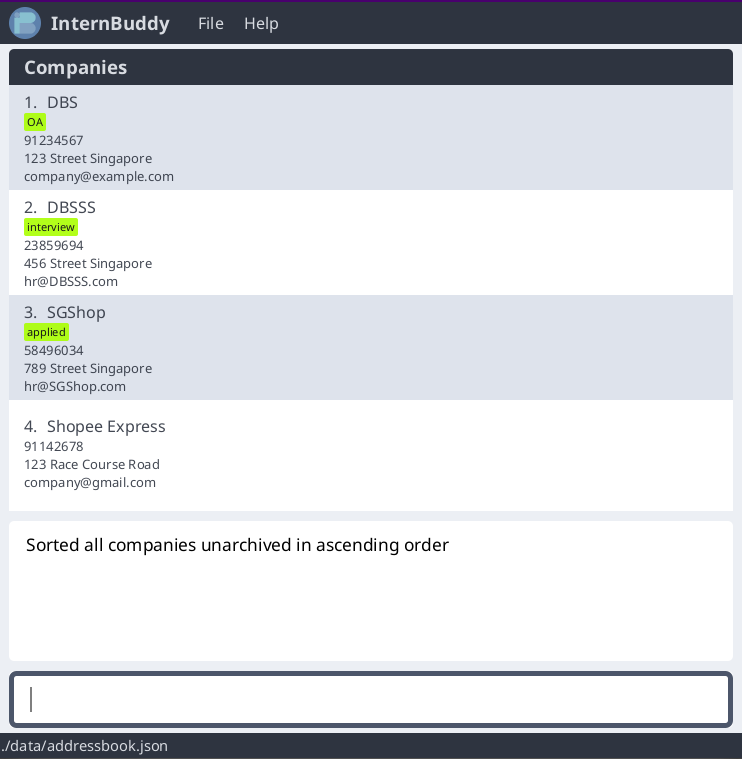 InternBuddy File Help
Companies
1. DBS
OA
91234567
123 Street Singapore
company@example.com
2. DBSSS
interview
23859694
456 Street Singapore
hr@DBSSS.com
3. SGShop
applied
58496034
789 Street Singapore
hr@SGShop.com
4. Shopee Express
91142678
123 Race Course Road
company@gmail.com
Sorted all companies unarchived in ascending order
./data/addressbook.json